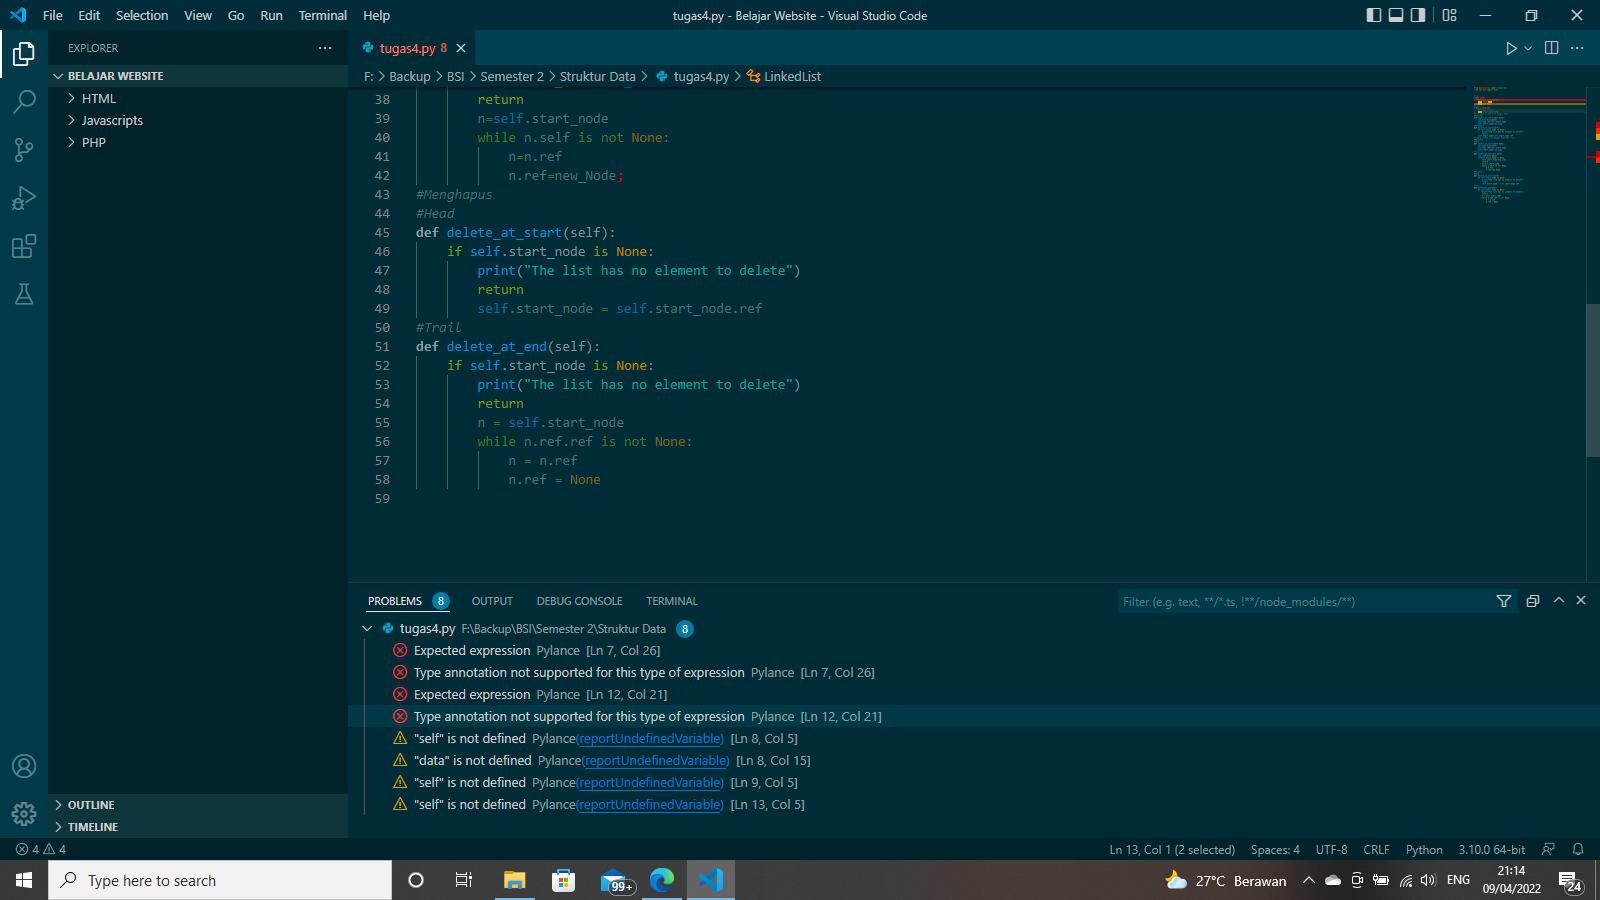 File Edit Selection View Go Run Terminal Help
tugas4.py - Belajar Website - Visual Studio Code
EXPLORER
BELAJAR WEBSITE
HTML
Javascripts
PHP
OUTLINE
TIMELINE
tugas4.py 8
F: > Backup > BSI > Semester 2 > Struktur Data > tugas4.py > LinkedList
38 return
39 n=self.start_node
40 while n.self is not None:
41 n=n.ref
42 n.ref=new_Node;
43 #Menghapus
44 #Head
45 def delete_at_start(self):
46 if self.start_node is None:
47 print("The list has no element to delete")
48 return
49 self.start_node = self.start_node.ref
50 #Trail
51 def delete_at_end(self):
52 if self.start_node is None:
53 print("The list has no element to delete")
54 return
55 n = self.start_node
56 while n.ref.ref is not None:
57 n = n.ref
58 n.ref = None
59
PROBLEMS 8 OUTPUT DEBUG CONSOLE TERMINAL
Filter (e.g. text, **/*.ts, !**/node_modules/**)
tugas4.py F:\Backup\BSI\Semester 2\Struktur Data 8
Expected expression Pylance [Ln 7, Col 26]
Type annotation not supported for this type of expression Pylance [Ln 7, Col 26]
Expected expression Pylance [Ln 12, Col 21]
Type annotation not supported for this type of expression Pylance [Ln 12, Col 21]
"self" is not defined Pylance(reportUndefinedVariable) [Ln 8, Col 5]
"data" is not defined Pylance(reportUndefinedVariable) [Ln 8, Col 15]
"self" is not defined Pylance(reportUndefinedVariable) [Ln 9, Col 5]
"self" is not defined Pylance(reportUndefinedVariable) [Ln 13, Col 5]
4 4
Ln 13, Col 1 (2 selected) Spaces: 4 UTF-8 CRLF Python 3.10.0 64-bit
Type here to search
99+
27°C Berawan
ENG
21:14
09/04/2022
24